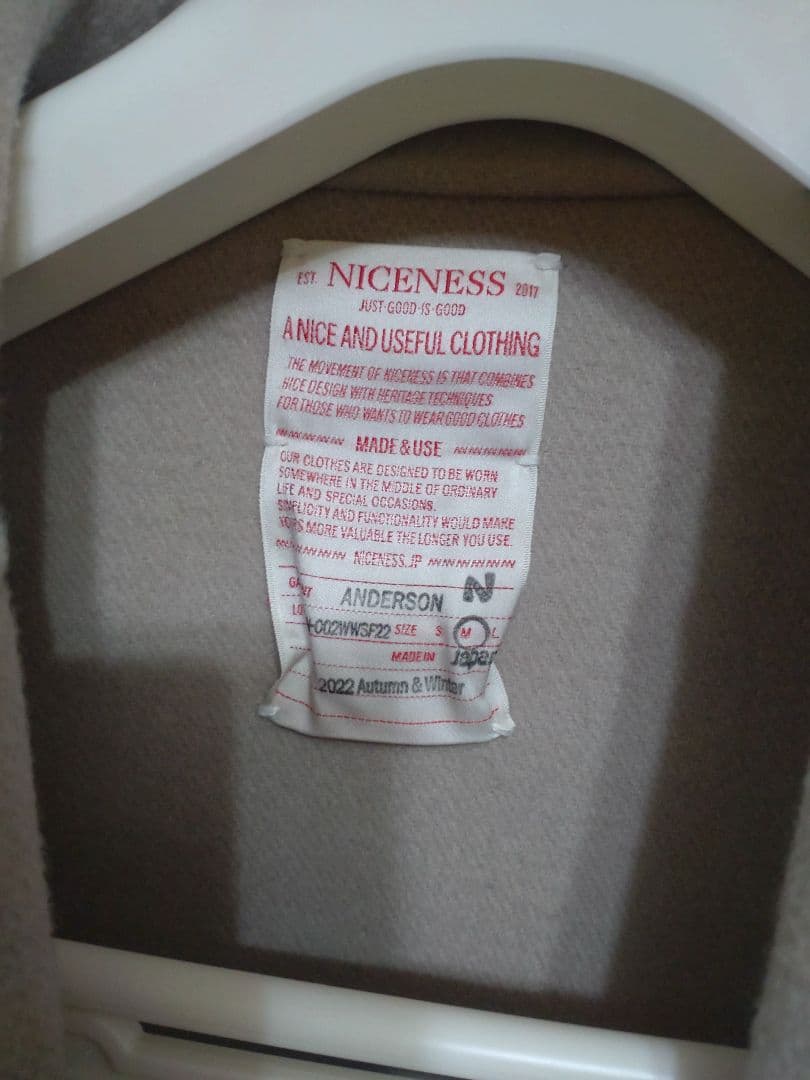 EST. NICENESS 2017
JUST·GOOD·IS·GOOD
A NICE AND USEFUL CLOTHING
THE MOVEMENT OF NICENESS IS THAT COMBINES
NICE DESIGN WITH HERITAGE TECHNIQUES
FOR THOSE WHO WANTS TO WEAR GOOD CLOTHES
MADE & USE
OUR CLOTHES ARE DESIGNED TO BE WORN
SOMEWHERE IN THE MIDDLE OF ORDINARY
LIFE AND SPECIAL OCCASIONS.
SIMPLICITY AND FUNCTIONALITY WOULD MAKE
MORE VALUABLE THE LONGER YOU USE.
NICENESS.JP
ANDERSON N
002WWSF22 SIZE S M L
MADE IN Japan
2022 Autumn & Winter